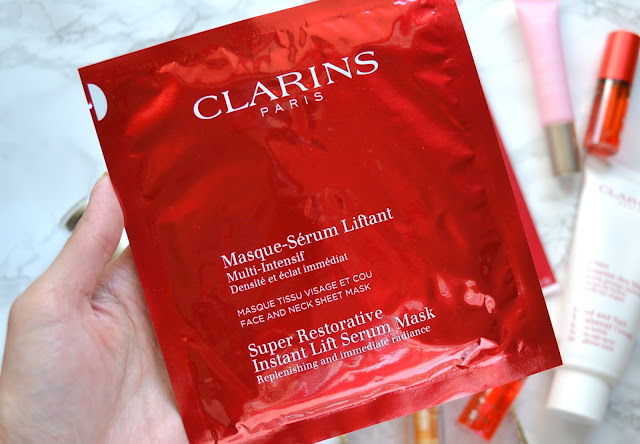 CLARINS
PARIS
Masque-Sérum Liftant
Multi-Intensif
Densité et éclat immédiat
MASQUE TISSU VISAGE ET COU
FACE AND NECK SHEET MASK
Super Restorative
Instant Lift Serum Mask
Replenishing and immediate radiance
CLARINS